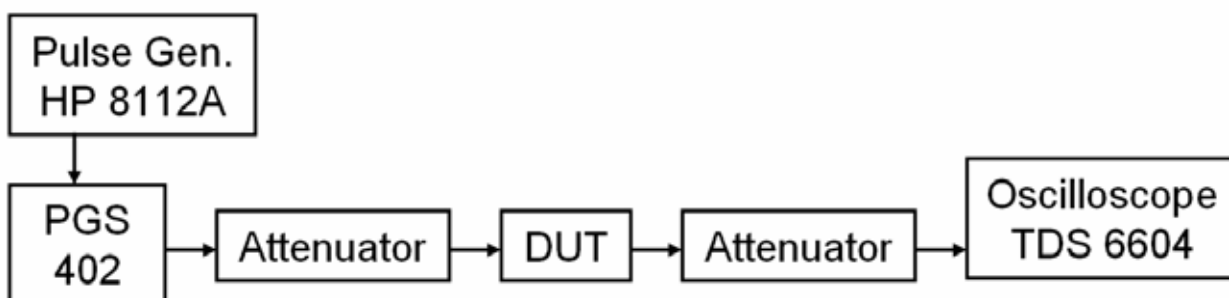 Pulse Gen.
HP 8112A
PGS
402
Attenuator
DUT
Attenuator
Oscilloscope
TDS 6604